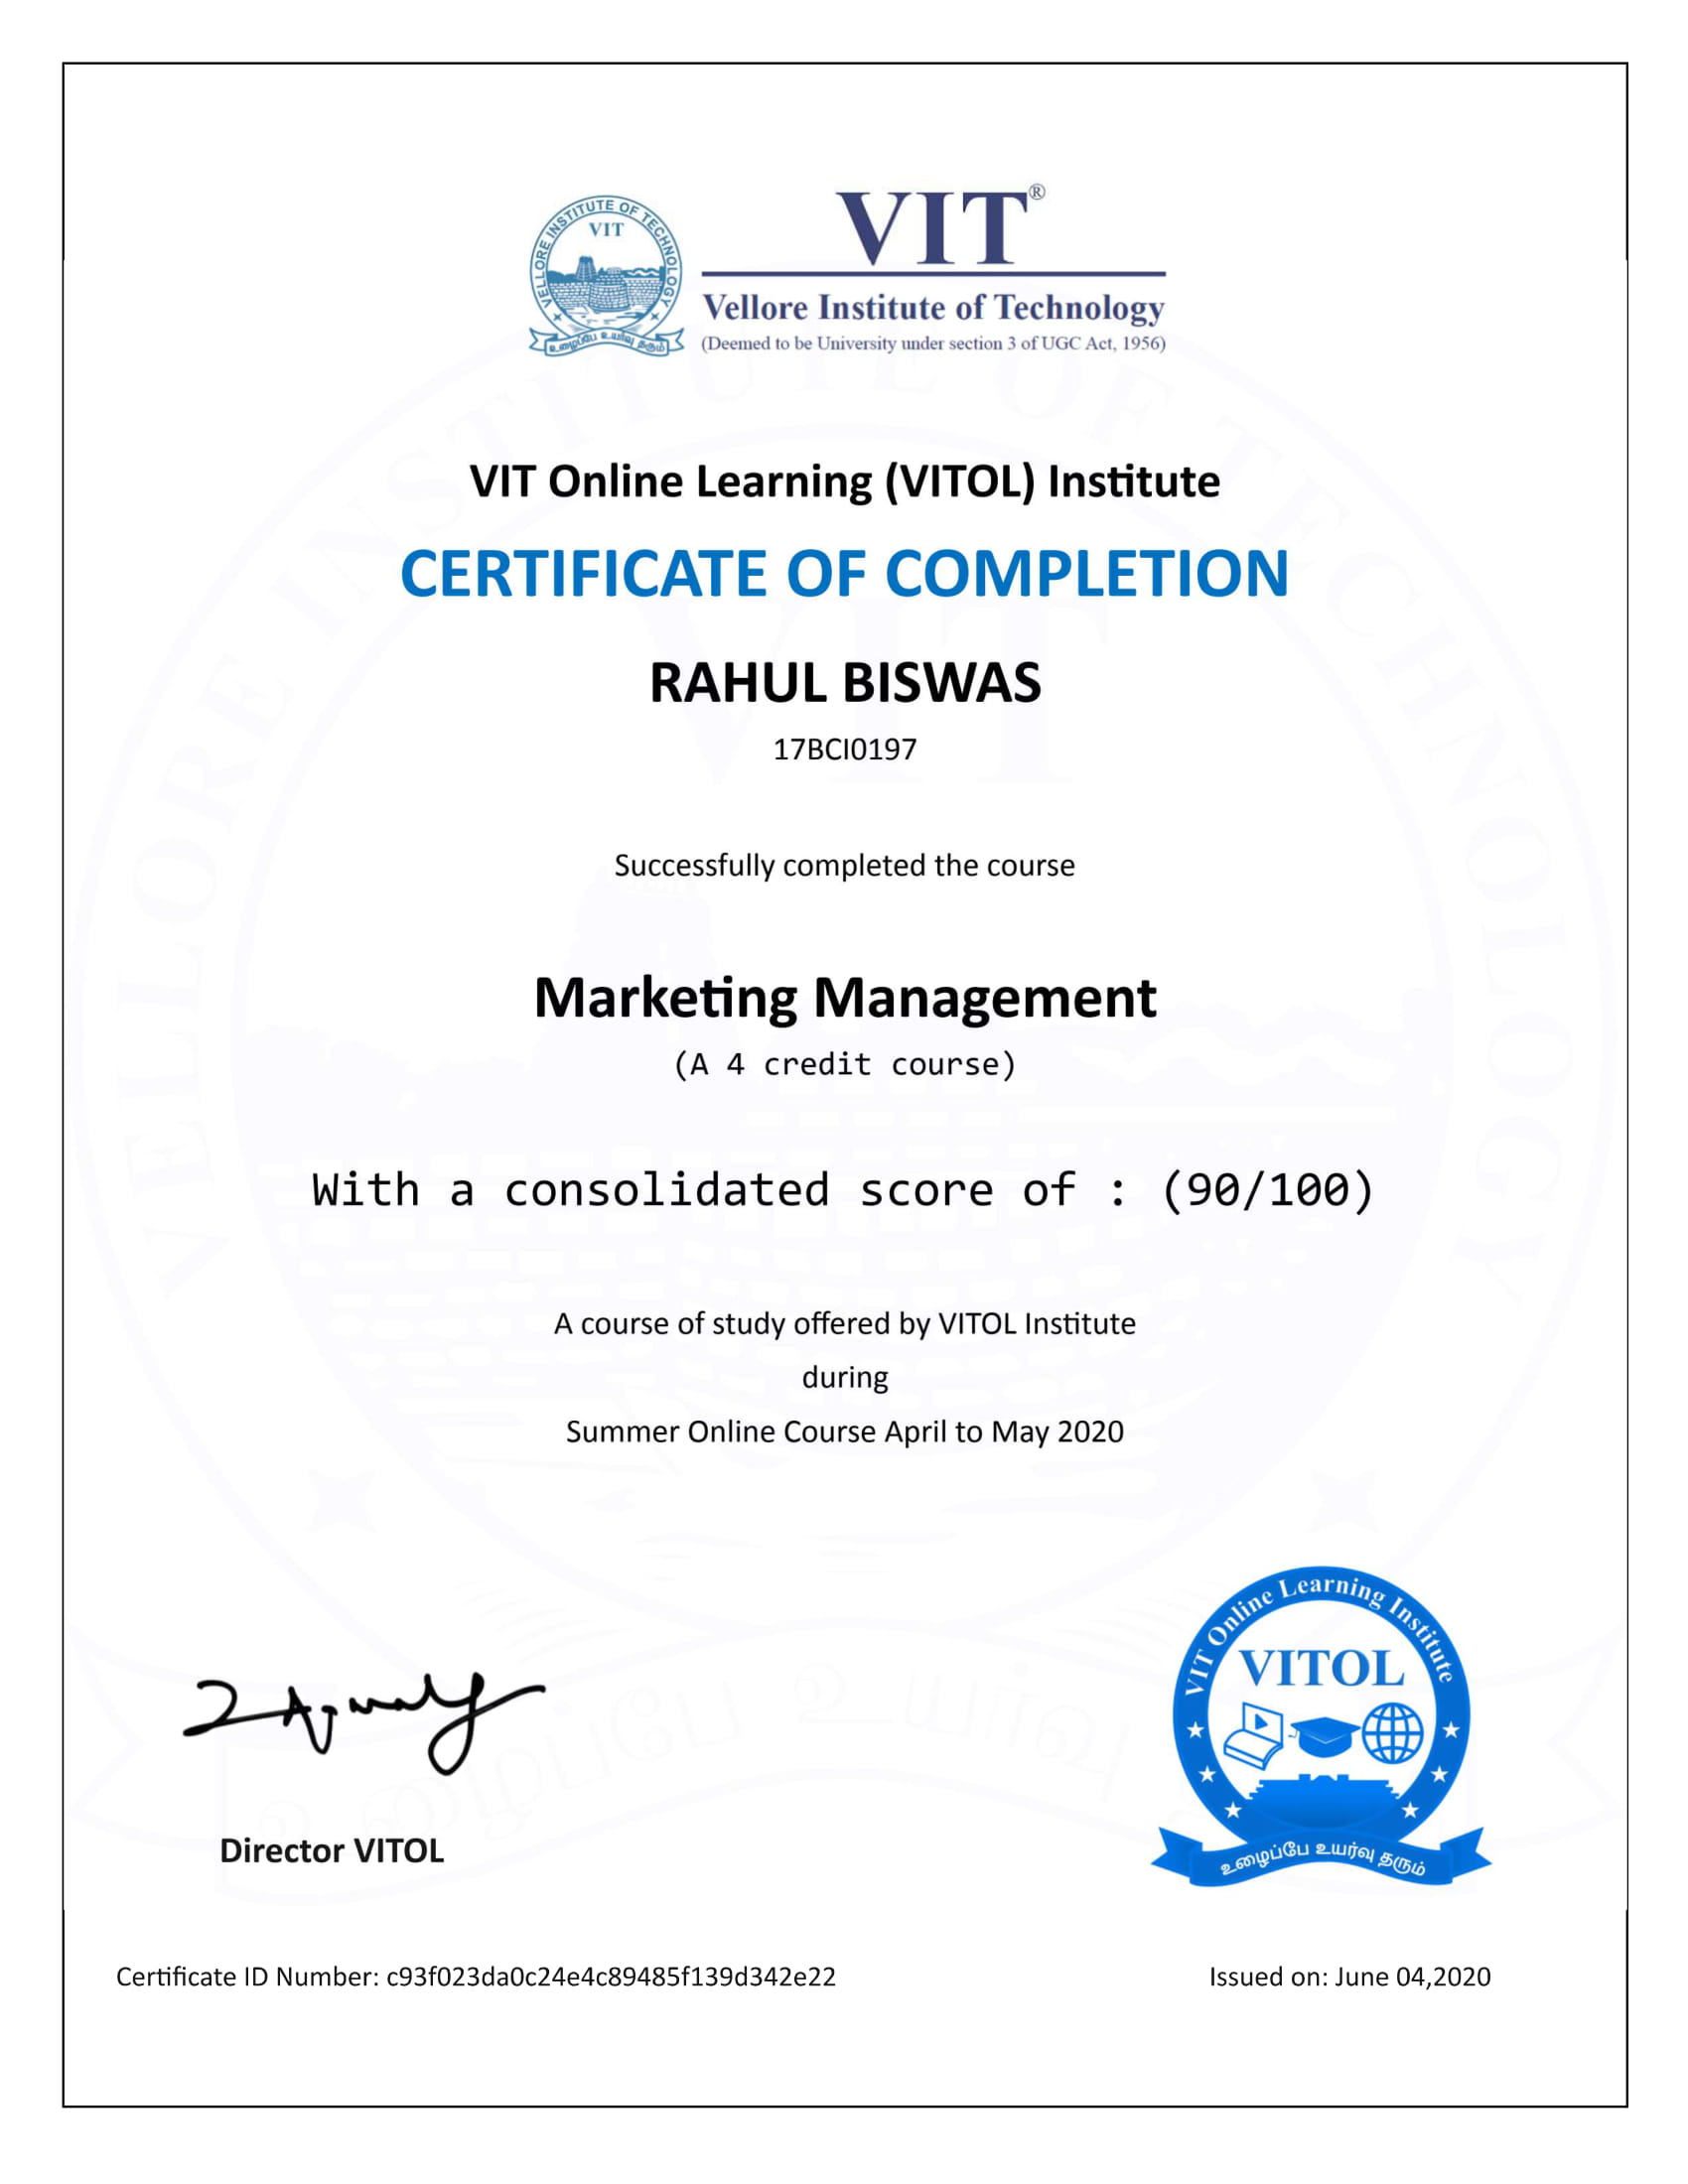 VELLORE INSTITUTE OF TECHNOLOGY
VIT
உழைப்பே உயர்வு தரும்
VIT®
Vellore Institute of Technology
(Deemed to be University under section 3 of UGC Act, 1956)
VIT Online Learning (VITOL) Institute
CERTIFICATE OF COMPLETION
RAHUL BISWAS
17BCI0197
Successfully completed the course
Marketing Management
(A 4 credit course)
With a consolidated score of : (90/100)
A course of study offered by VITOL Institute
during
Summer Online Course April to May 2020
VIT Online Learning Institute
VITOL
உழைப்பே உயர்வு தரும்
Director VITOL
Certificate ID Number: c93f023da0c24e4c89485f139d342e22
Issued on: June 04,2020